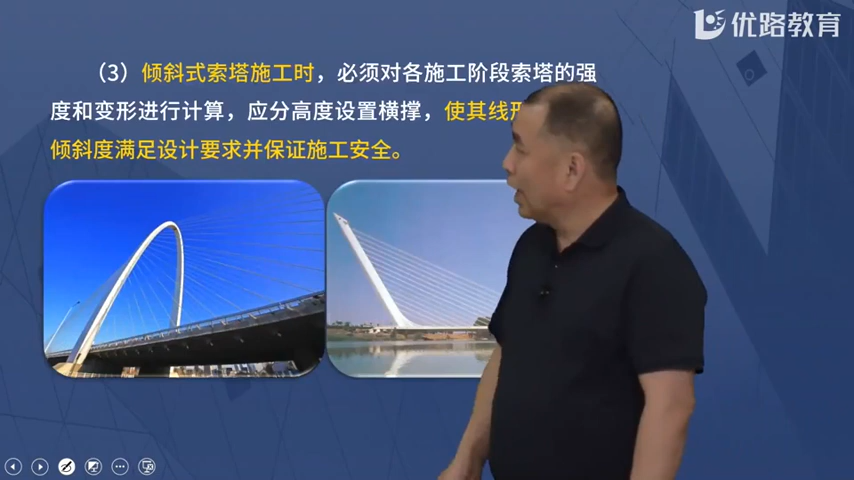 优路教育
(3)倾斜式索塔施工时,必须对各施工阶段索塔的强
度和变形进行计算,应分高度设置横撑,使其线
倾斜度满足设计要求并保证施工安全。